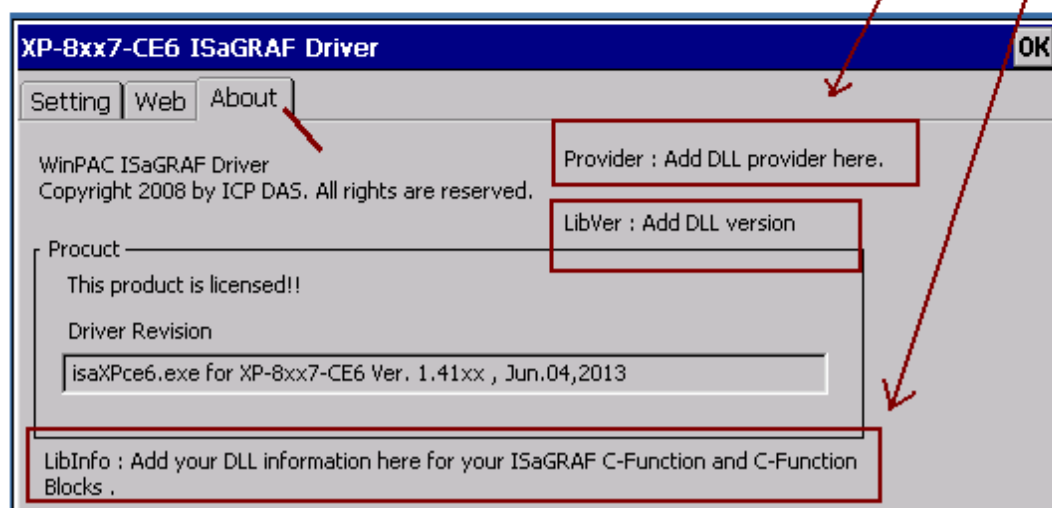 XP-8xx7-CE6 ISaGRAF Driver
OK
Setting
Web
About
WinPAC ISaGRAF Driver
Copyright 2008 by ICP DAS. All rights are reserved.
Provider : Add DLL provider here.
LibVer : Add DLL version
Procuct
This product is licensed!!
Driver Revision
isaXPce6.exe for XP-8xx7-CE6 Ver. 1.41xx , Jun.04,2013
LibInfo : Add your DLL information here for your ISaGRAF C-Function and C-Function
Blocks .